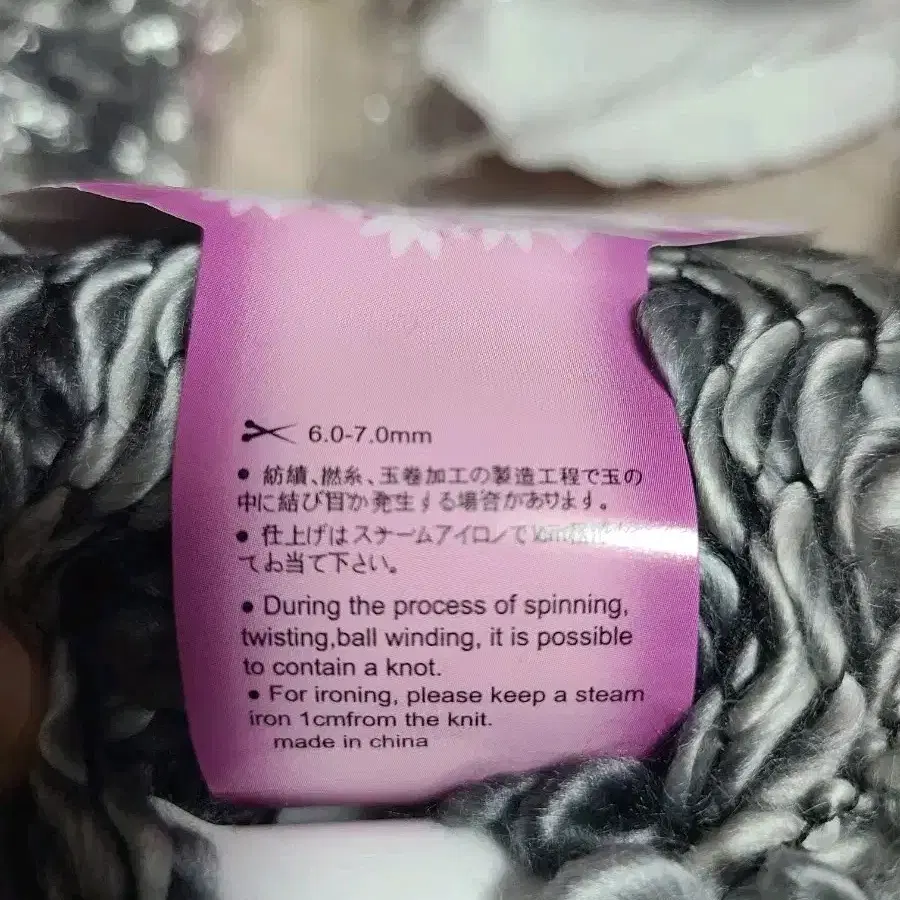 6.0-7.0mm
● 紡績、撚糸、玉巻加工の製造工程で玉の
中に結び目が発生する場合があります。
● 仕上げはスチームアイロンで
てお当て下さい。
● During the process of spinning,
twisting,ball winding, it is possible
to contain a knot.
● For ironing, please keep a steam
iron 1cmfrom the knit.
made in china